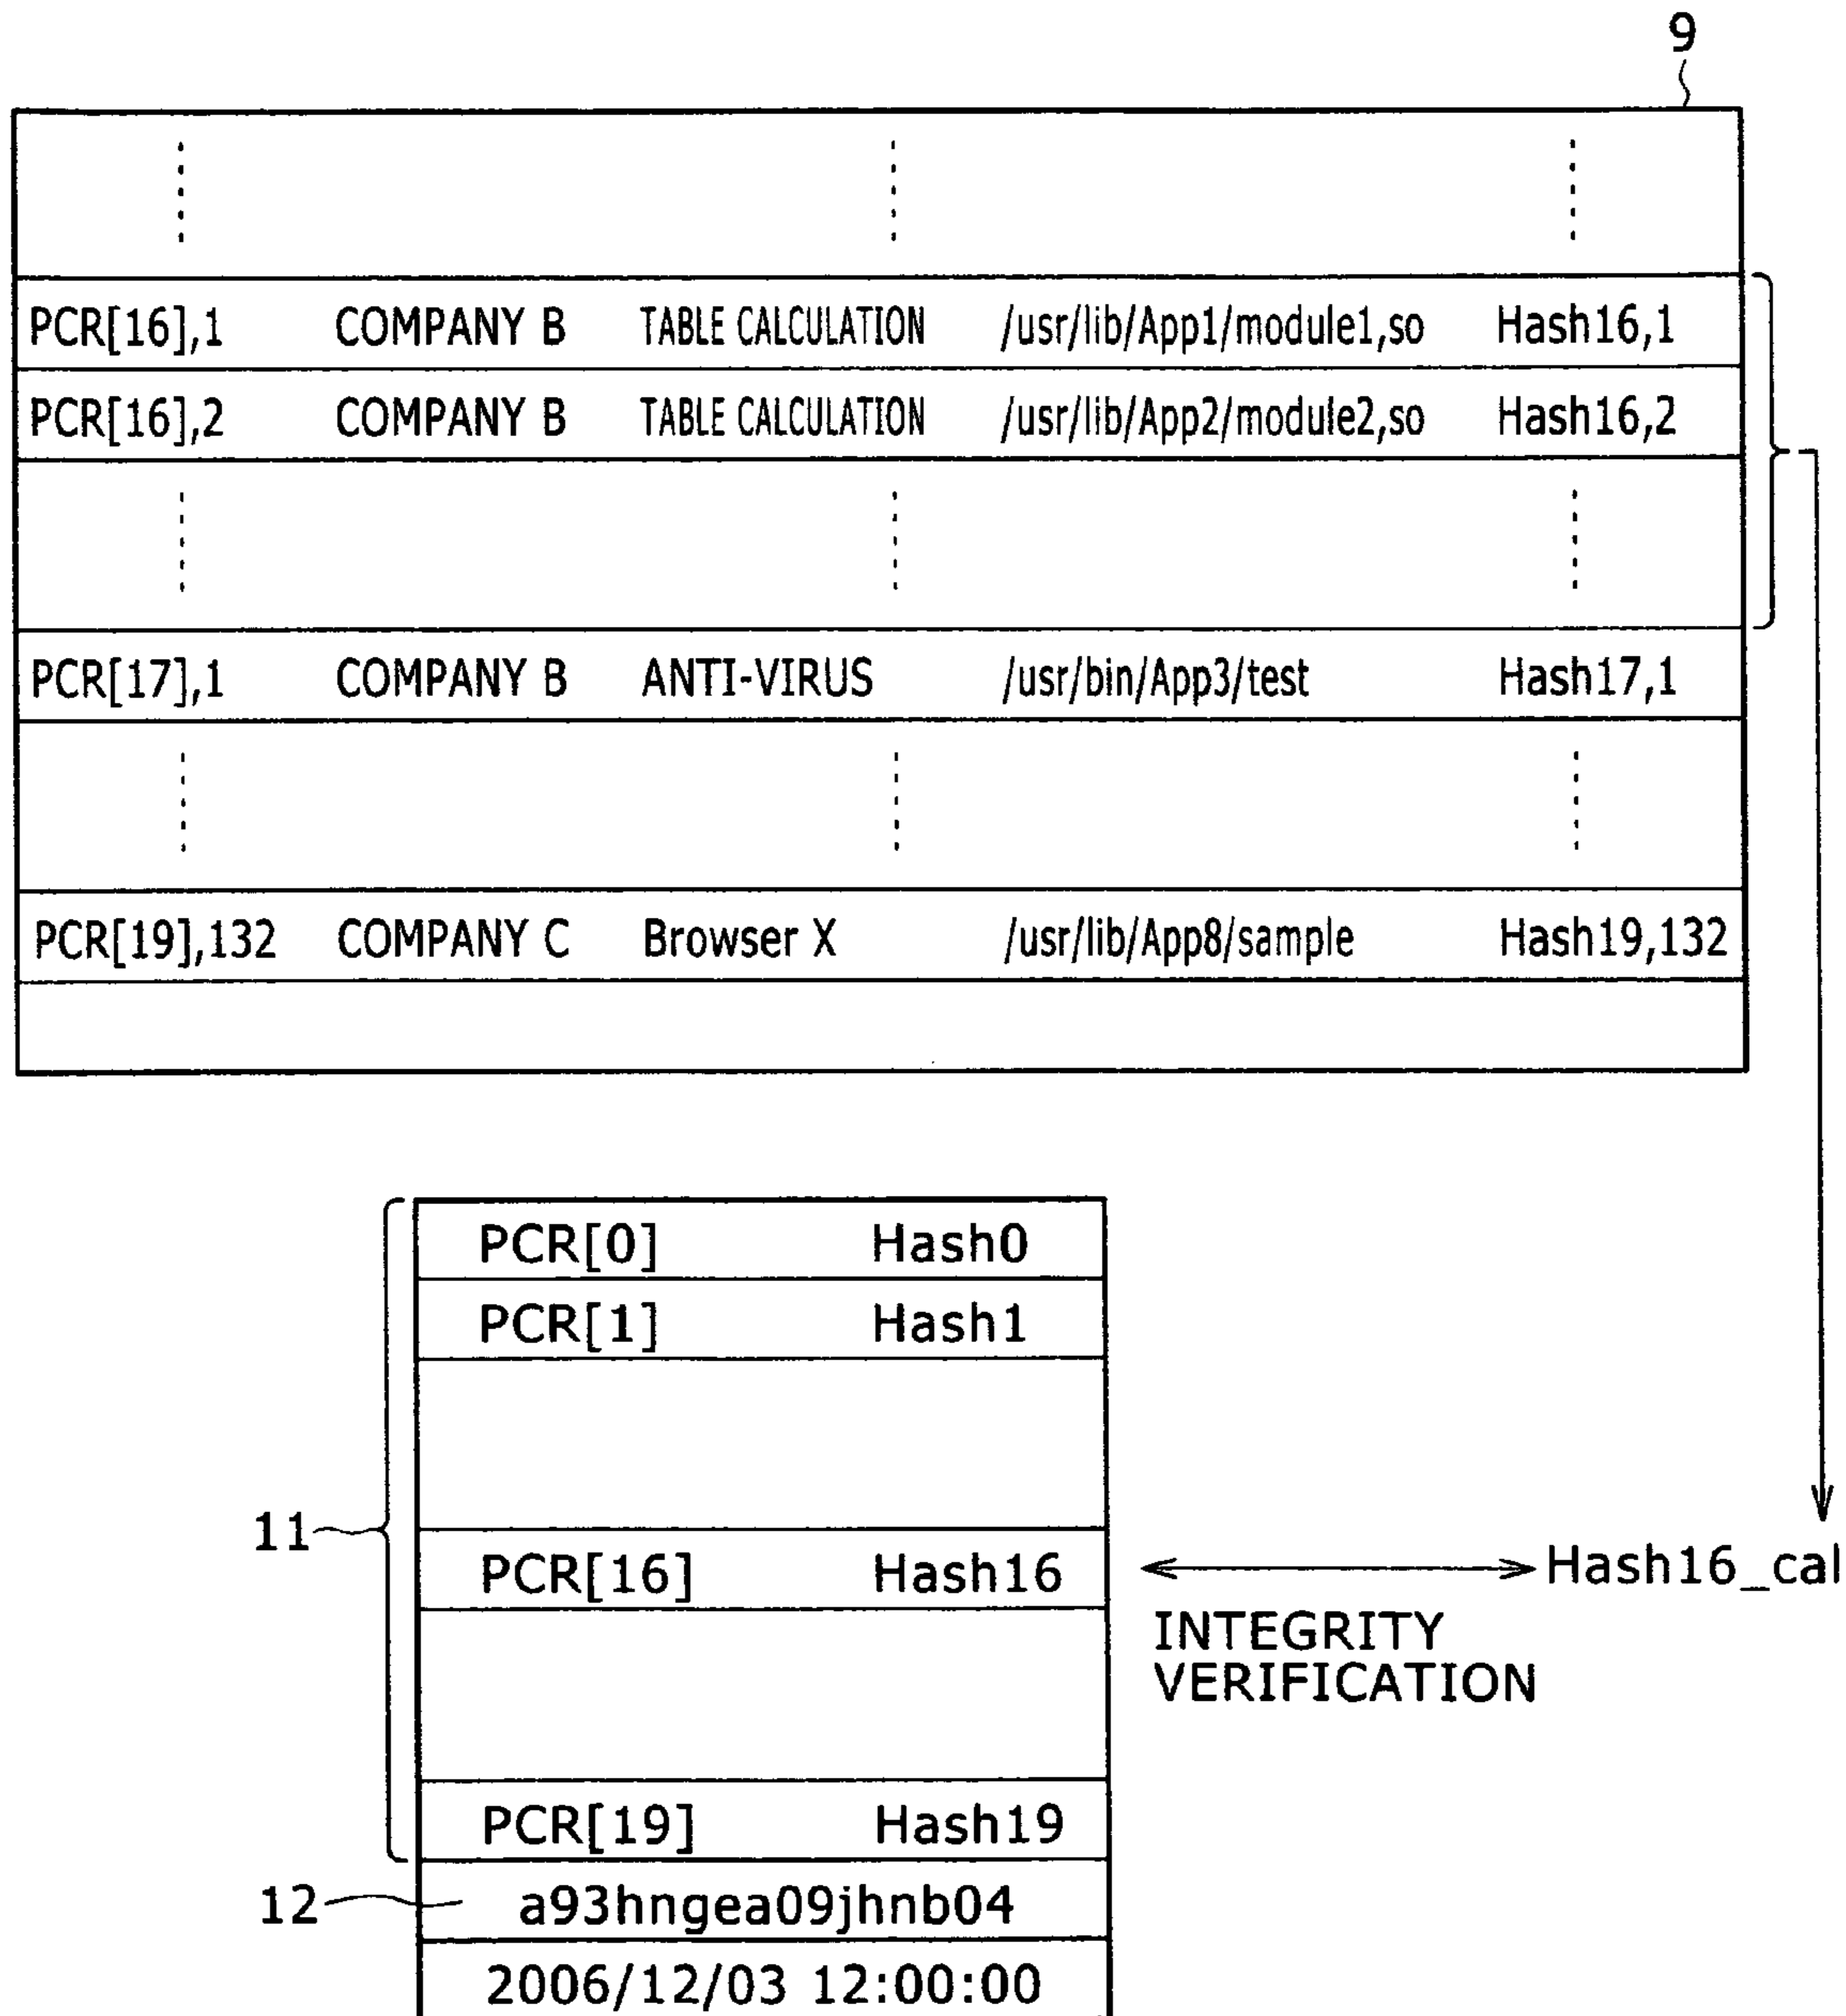 9
PCR[16],1 COMPANY B TABLE CALCULATION /usr/lib/App1/module1,so Hash16,1
PCR[16],2 COMPANY B TABLE CALCULATION /usr/lib/App2/module2,so Hash16,2
PCR[17],1 COMPANY B ANTI-VIRUS /usr/bin/App3/test Hash17,1
PCR[19],132 COMPANY C Browser X /usr/lib/App8/sample Hash19,132
PCR[0] Hash0
PCR[1] Hash1
11
PCR[16] Hash16
Hash16_cal
INTEGRITY
VERIFICATION
PCR[19] Hash19
12 a93hngea09jhnb04
2006/12/03 12:00:00